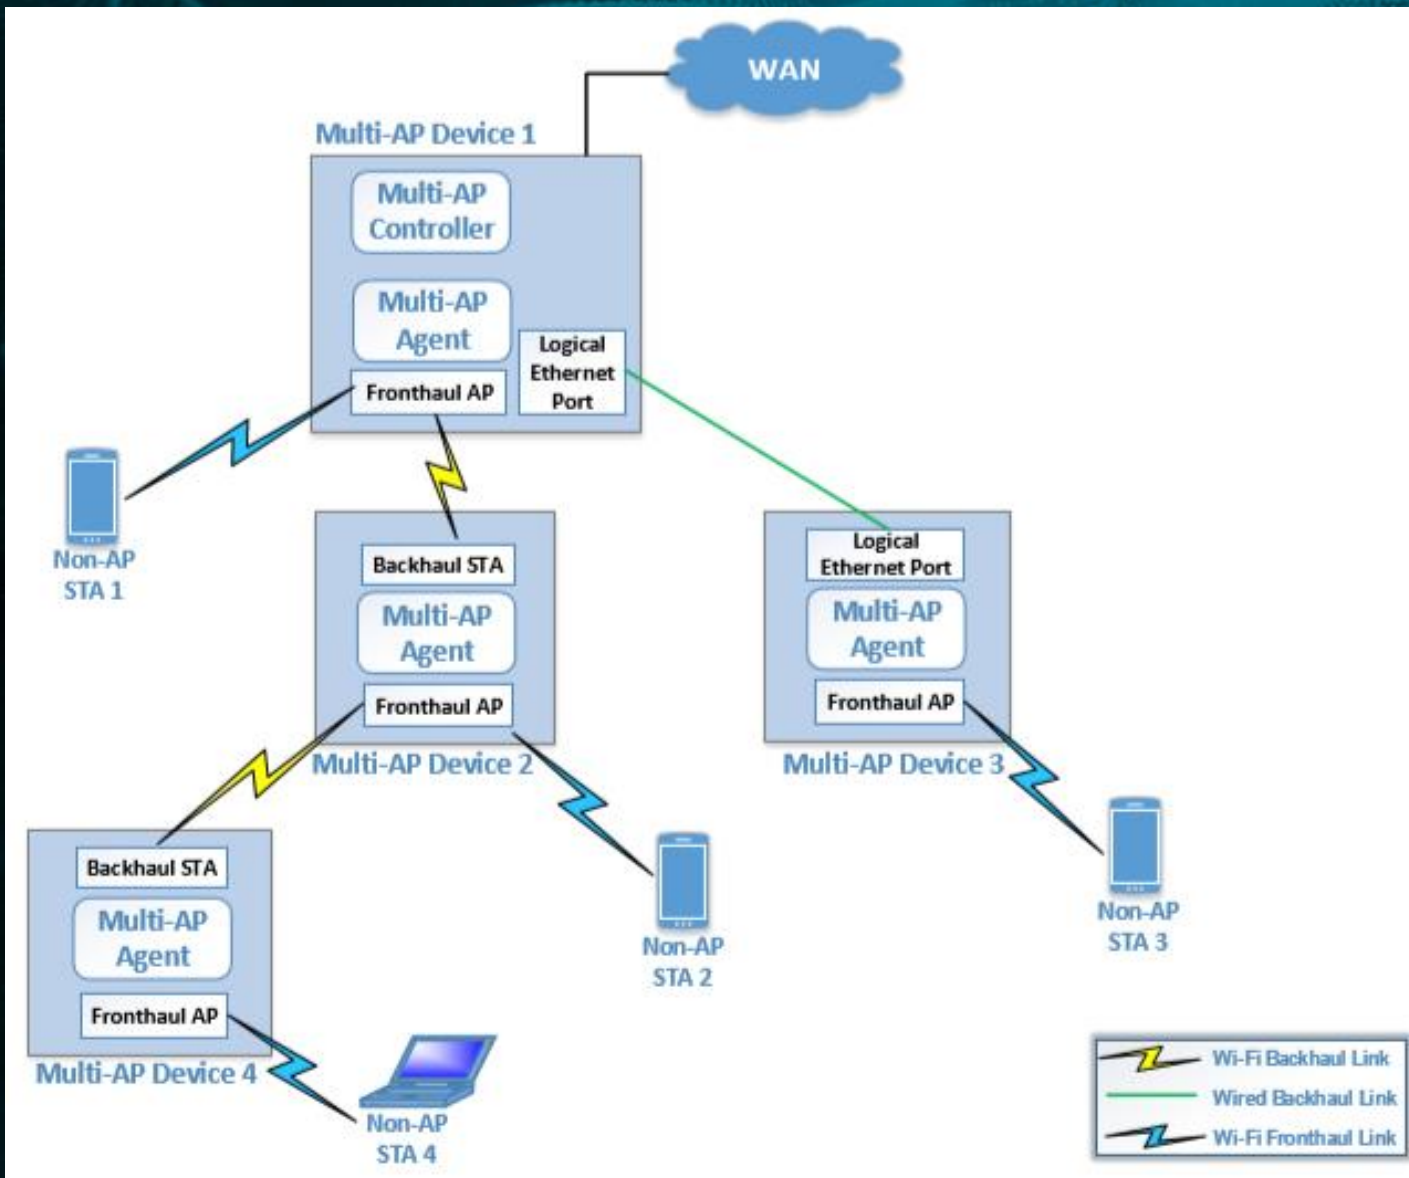 WAN
Multi-AP Device 1
Multi-AP
Controller
Multi-AP
Agent
Logical
Ethernet
Port
Fronthaul AP
Non-AP
STA 1
Backhaul STA
Multi-AP
Agent
Fronthaul AP
Multi-AP Device 2
Logical
Ethernet Port
Multi-AP
Agent
Fronthaul AP
Multi-AP Device 3
Backhaul STA
Multi-AP
Agent
Fronthaul AP
Multi-AP Device 4
Non-AP
STA 2
Non-AP
STA 3
Non-AP
STA 4
Wi-Fi Backhaul Link
Wired Backhaul Link
Wi-Fi Fronthaul Link